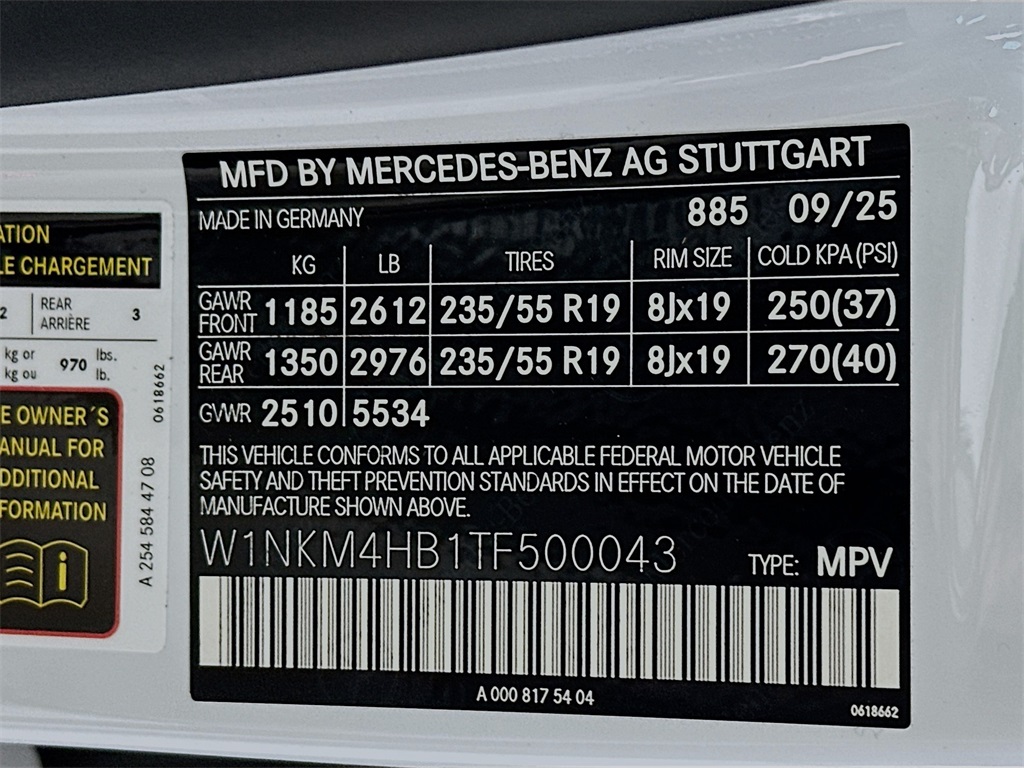 MFD BY MERCEDES-BENZ AG STUTTGART
MADE IN GERMANY 885 09/25
KG LB TIRES RIM SIZE COLD KPA (PSI)
GAWR FRONT 1185 2612 235/55 R19 8Jx19 250(37)
GAWR REAR 1350 2976 235/55 R19 8Jx19 270(40)
GVWR 2510 5534
THIS VEHICLE CONFORMS TO ALL APPLICABLE FEDERAL MOTOR VEHICLE
SAFETY AND THEFT PREVENTION STANDARDS IN EFFECT ON THE DATE OF
MANUFACTURE SHOWN ABOVE.
W1NKM4HB1TF500043 TYPE: MPV
A 000 817 54 04
0618662
LE CHARGEMENT
2 REAR ARRIÈRE 3
kg or lbs.
kg ou 970 lb.
E OWNER´S
ANUAL FOR
DDITIONAL
FORMATION
0618662
A 254 584 47 08